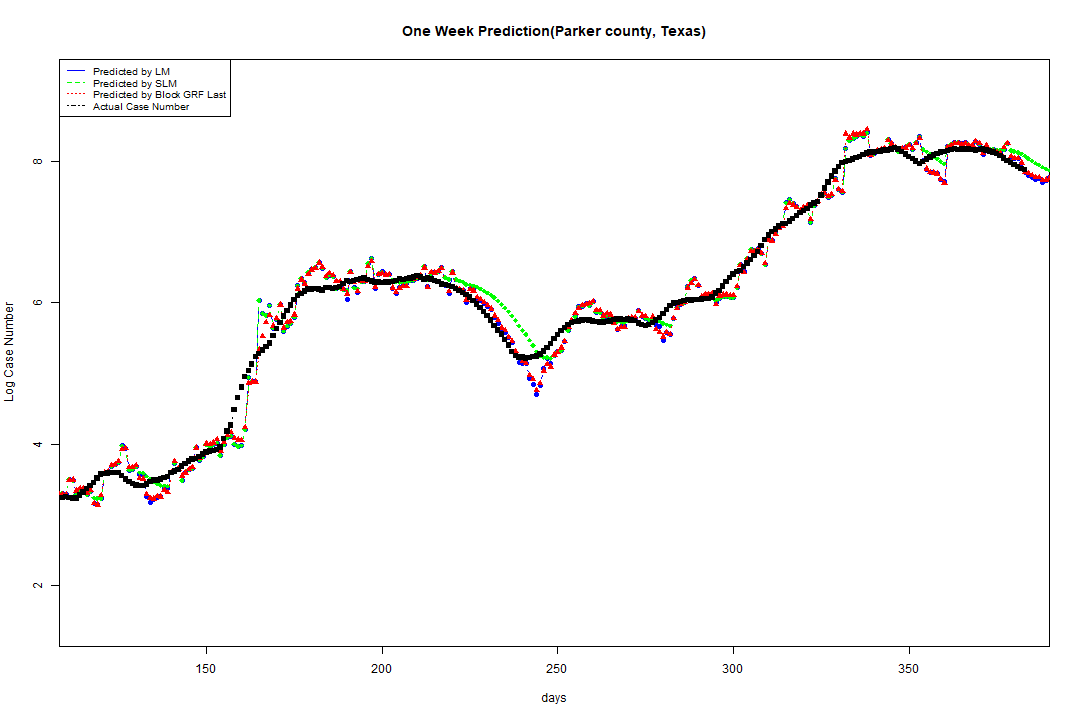 One Week Prediction(Parker county, Texas)
Predicted by LM
Predicted by SLM
Predicted by Block GRF Last
Actual Case Number
Log Case Number
8
6
4
2
150 200 250 300 350
days